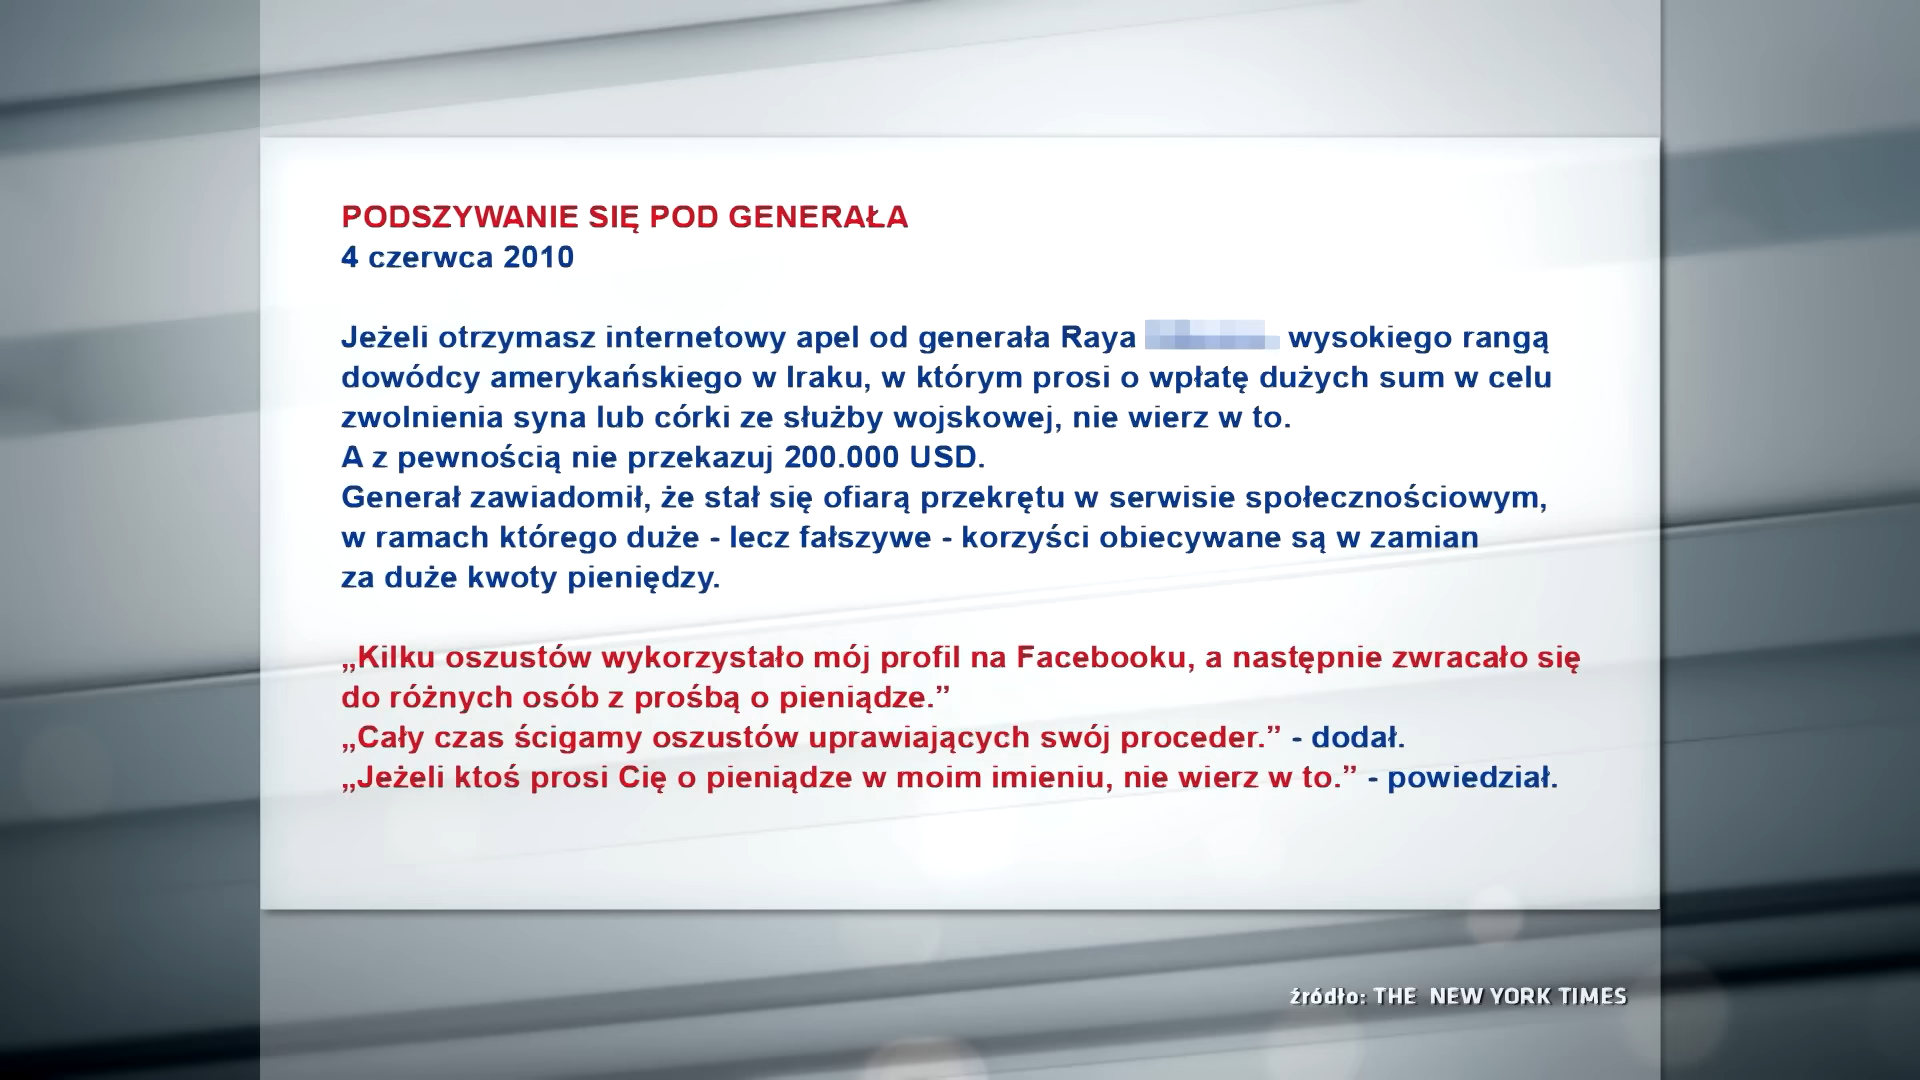 PODSZYWANIE SIĘ POD GENERAŁA
4 czerwca 2010
Jeżeli otrzymasz internetowy apel od generała Raya wysokiego rangą
dowódcy amerykańskiego w Iraku, w którym prosi o wpłatę dużych sum w celu
zwolnienia syna lub córki ze służby wojskowej, nie wierz w to.
A z pewnością nie przekazuj 200.000 USD.
Generał zawiadomił, że stał się ofiarą przekrętu w serwisie społecznościowym,
w ramach którego duże - lecz fałszywe - korzyści obiecywane są w zamian
za duże kwoty pieniędzy.
„Kilku oszustów wykorzystało mój profil na Facebooku, a następnie zwracało się
do różnych osób z prośbą o pieniądze.”
„Cały czas ścigamy oszustów uprawiających swój proceder.” - dodał.
„Jeżeli ktoś prosi Cię o pieniądze w moim imieniu, nie wierz w to.” - powiedział.
źródło: THE NEW YORK TIMES